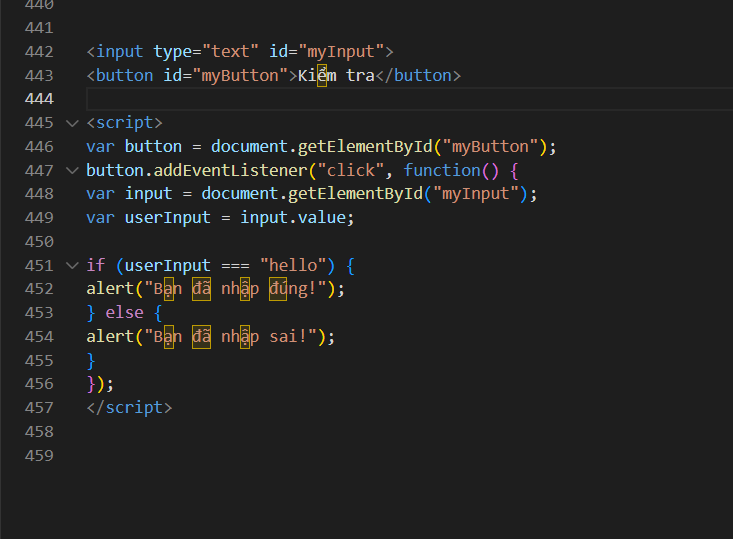 440
441
442 <input type="text" id="myInput">
443 <button id="myButton">Kiểm tra</button>
444
445 <script>
446 var button = document.getElementById("myButton");
447 button.addEventListener("click", function() {
448 var input = document.getElementById("myInput");
449 var userInput = input.value;
450
451 if (userInput === "hello") {
452 alert("Bạn đã nhập đúng!");
453 } else {
454 alert("Bạn đã nhập sai!");
455 }
456 });
457 </script>
458
459